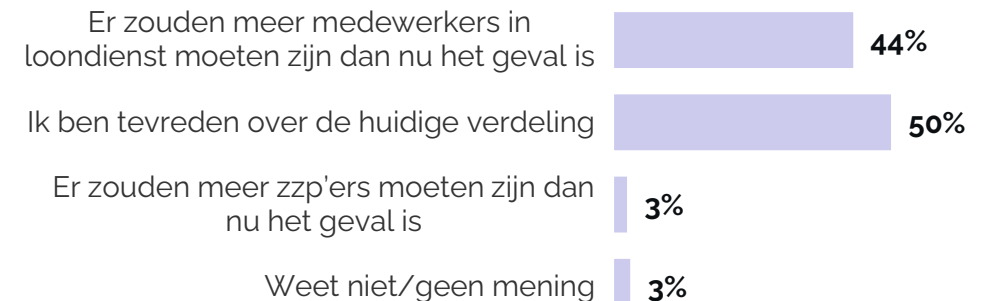 Er zouden meer medewerkers in
loondienst moeten zijn dan nu het geval is
44%
Ik ben tevreden over de huidige verdeling
50%
Er zouden meer zzp’ers moeten zijn dan
nu het geval is
3%
Weet niet/geen mening
3%